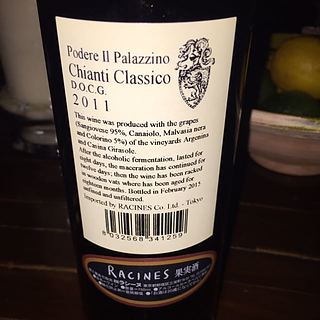 Podere Il Palazzino
Chianti Classico
D.O.C.G.
2011
This wine was produced with the grapes
(Sangiovese 95%, Canaiolo, Malvasia nera
and Colorino 5%) of the vineyards Argenina
and Casina Girasole.
After the alcoholic fermentation, lasted for
eight days, the maceration has continued for
twelve days; then the wine has been racked
in wooden vats where has been aged for
eighteen months. Bottled in February 2015
unfined and unfiltered.
Imported by RACINES Co. Ltd. - Tokyo
8 032568 341259
RACINES 果実酒